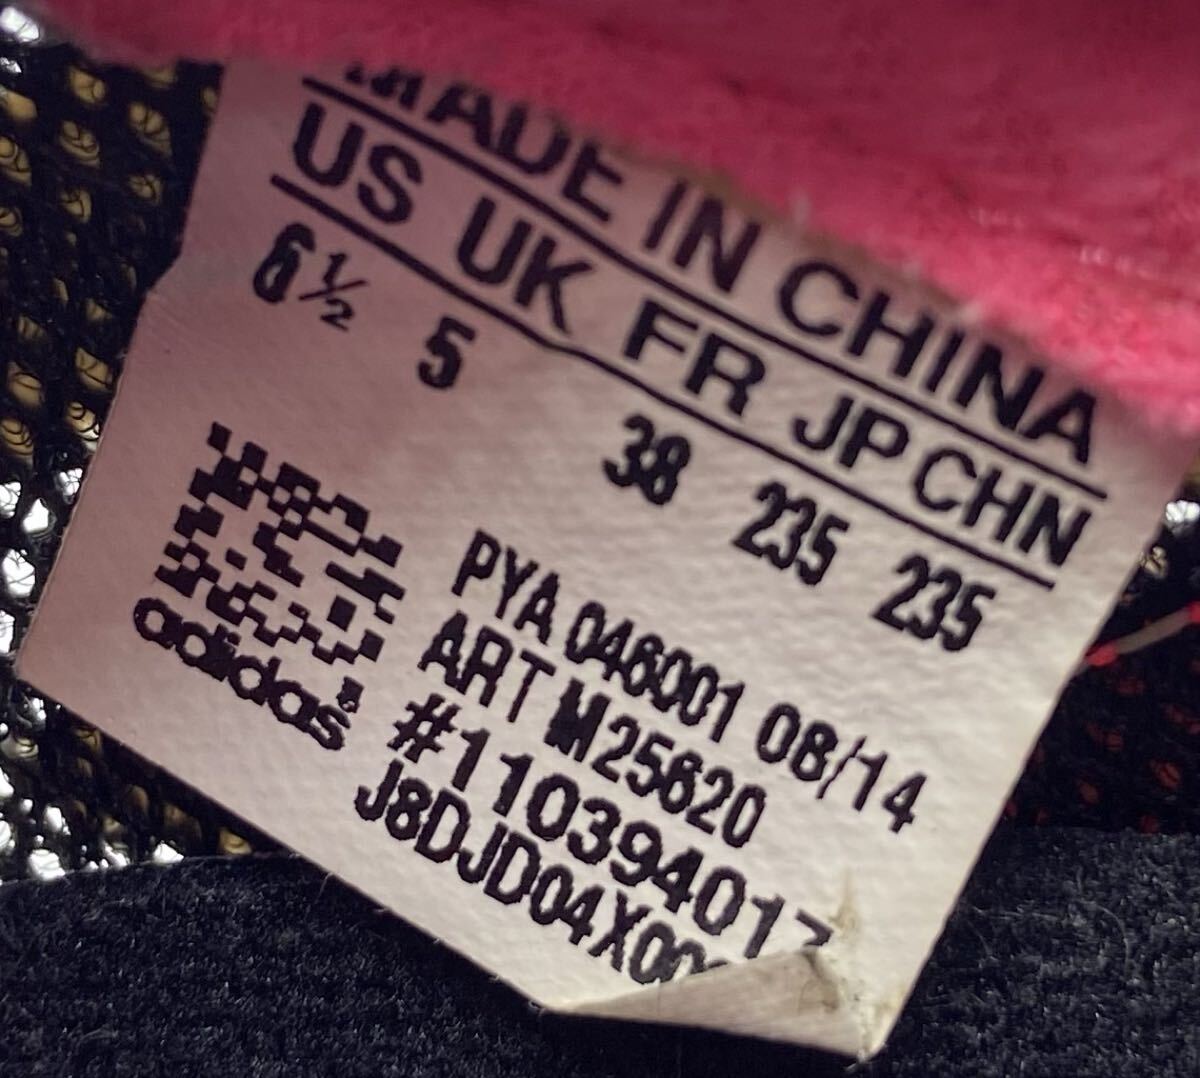 MADE IN CHINA
US UK FR JP CHN
6½ 5 38 235 235
PYA 046001 08/14
ART M25620
#110394017
J8DJD04X00
adidas®